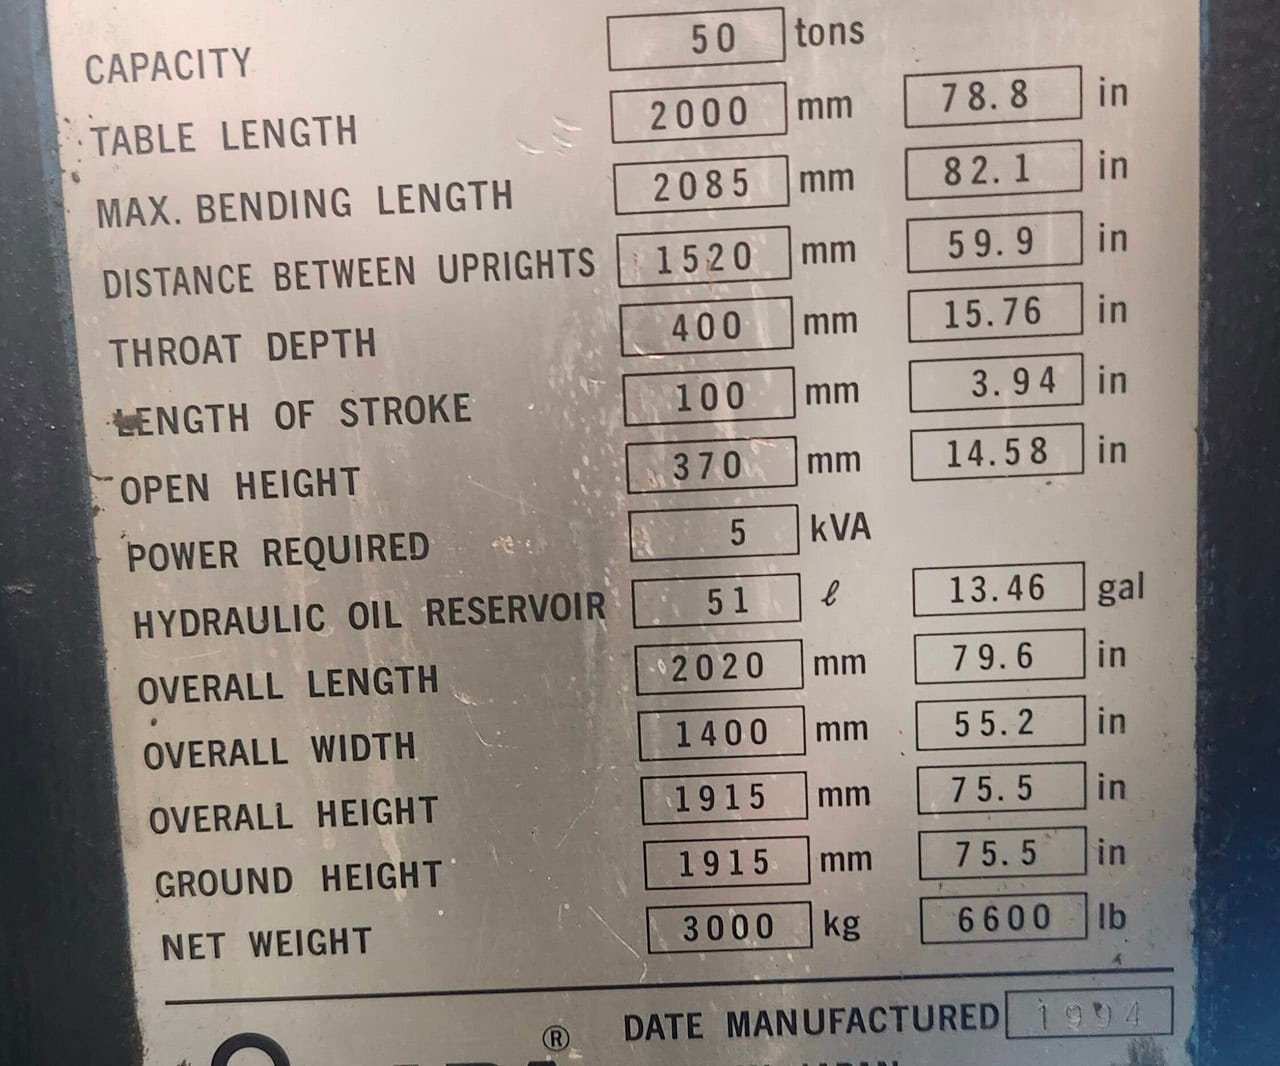 CAPACITY 50 tons
TABLE LENGTH 2000 mm 78.8 in
MAX. BENDING LENGTH 2085 mm 82.1 in
DISTANCE BETWEEN UPRIGHTS 1520 mm 59.9 in
THROAT DEPTH 400 mm 15.76 in
LENGTH OF STROKE 100 mm 3.94 in
OPEN HEIGHT 370 mm 14.58 in
POWER REQUIRED 5 kVA
HYDRAULIC OIL RESERVOIR 51 ℓ 13.46 gal
OVERALL LENGTH 2020 mm 79.6 in
OVERALL WIDTH 1400 mm 55.2 in
OVERALL HEIGHT 1915 mm 75.5 in
GROUND HEIGHT 1915 mm 75.5 in
NET WEIGHT 3000 kg 6600 lb
DATE MANUFACTURED 1994
®
JAPAN